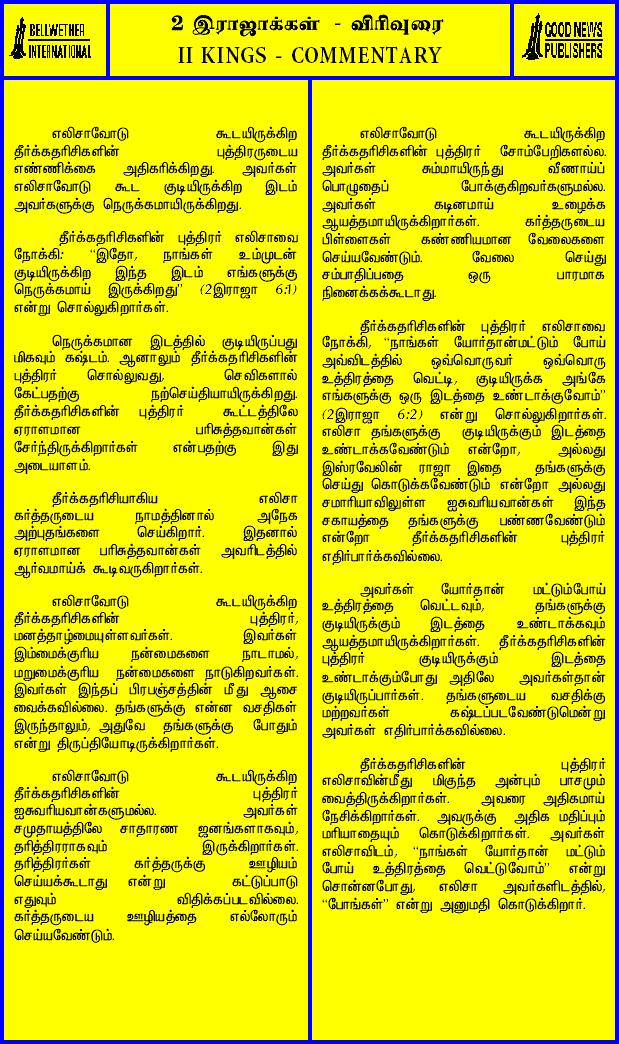 BELLWETHER
INTERNATIONAL
2 இராஜாக்கள் - விரிவுரை
II KINGS - COMMENTARY
GOOD NEWS
PUBLISHERS
எலிசாவோடு கூடயிருக்கிற
தீர்க்கதரிசிகளின் புத்திரருடைய
எண்ணிக்கை அதிகரிக்கிறது. அவர்கள்
எலிசாவோடு கூட குடியிருக்கிற இடம்
அவர்களுக்கு நெருக்கமாயிருக்கிறது.
தீர்க்கதரிசிகளின் புத்திரர் எலிசாவை
நோக்கி: “இதோ, நாங்கள் உம்முடன்
குடியிருக்கிற இந்த இடம் எங்களுக்கு
நெருக்கமாய் இருக்கிறது” (2இராஜா 6:1)
என்று சொல்லுகிறார்கள்.
நெருக்கமான இடத்தில் குடியிருப்பது
மிகவும் கஷ்டம். ஆனாலும் தீர்க்கதரிசிகளின்
புத்திரர் சொல்லுவது, செவிகளால்
கேட்பதற்கு நற்செய்தியாயிருக்கிறது.
தீர்க்கதரிசிகளின் புத்திரர் கூட்டத்திலே
ஏராளமான பரிசுத்தவான்கள்
சேர்ந்திருக்கிறார்கள் என்பதற்கு இது
அடையாளம்.
தீர்க்கதரிசியாகிய எலிசா
கர்த்தருடைய நாமத்தினால் அநேக
அற்புதங்களை செய்கிறார். இதனால்
ஏராளமான பரிசுத்தவான்கள் அவரிடத்தில்
ஆர்வமாய்க் கூடிவருகிறார்கள்.
எலிசாவோடு கூடயிருக்கிற
தீர்க்கதரிசிகளின் புத்திரர்,
மனத்தாழ்மையுள்ளவர்கள். இவர்கள்
இம்மைக்குரிய நன்மைகளை நாடாமல்,
மறுமைக்குரிய நன்மைகளை நாடுகிறவர்கள்.
இவர்கள் இந்தப் பிரபஞ்சத்தின் மீது ஆசை
வைக்கவில்லை. தங்களுக்கு என்ன வசதிகள்
இருந்தாலும், அதுவே தங்களுக்கு போதும்
என்று திருப்தியோடிருக்கிறார்கள்.
எலிசாவோடு கூடயிருக்கிற
தீர்க்கதரிசிகளின் புத்திரர்
ஐசுவரியவான்களுமல்ல. அவர்கள்
சமுதாயத்திலே சாதாரண ஜனங்களாகவும்,
தரித்திரராகவும் இருக்கிறார்கள்.
தரித்திரர்கள் கர்த்தருக்கு ஊழியம்
செய்யக்கூடாது என்று கட்டுப்பாடு
எதுவும் விதிக்கப்படவில்லை.
கர்த்தருடைய ஊழியத்தை எல்லோரும்
செய்யவேண்டும்.
எலிசாவோடு கூடயிருக்கிற
தீர்க்கதரிசிகளின் புத்திரர் சோம்பேறிகளல்ல.
அவர்கள் சும்மாயிருந்து வீணாய்ப்
பொழுதைப் போக்குகிறவர்களுமல்ல.
அவர்கள் கடினமாய் உழைக்க
ஆயத்தமாயிருக்கிறார்கள். கர்த்தருடைய
பிள்ளைகள் கண்ணியமான வேலைகளை
செய்யவேண்டும். வேலை செய்து
சம்பாதிப்பதை ஒரு பாரமாக
நினைக்கக்கூடாது.
தீர்க்கதரிசிகளின் புத்திரர் எலிசாவை
நோக்கி, “நாங்கள் யோர்தான்மட்டும் போய்
அவ்விடத்தில் ஒவ்வொருவர் ஒவ்வொரு
உத்திரத்தை வெட்டி, குடியிருக்க அங்கே
எங்களுக்கு ஒரு இடத்தை உண்டாக்குவோம்”
(2இராஜா 6:2) என்று சொல்லுகிறார்கள்.
எலிசா தங்களுக்கு குடியிருக்கும் இடத்தை
உண்டாக்கவேண்டும் என்றோ, அல்லது
இஸ்ரவேலின் ராஜா இதை தங்களுக்கு
செய்து கொடுக்கவேண்டும் என்றோ அல்லது
சமாரியாவிலுள்ள ஐசுவரியவான்கள் இந்த
சகாயத்தை தங்களுக்கு பண்ணவேண்டும்
என்றோ தீர்க்கதரிசிகளின் புத்திரர்
எதிர்பார்க்கவில்லை.
அவர்கள் யோர்தான் மட்டும்போய்
உத்திரத்தை வெட்டவும், தங்களுக்கு
குடியிருக்கும் இடத்தை உண்டாக்கவும்
ஆயத்தமாயிருக்கிறார்கள். தீர்க்கதரிசிகளின்
புத்திரர் குடியிருக்கும் இடத்தை
உண்டாக்கும்போது அதிலே அவர்கள்தான்
குடியிருப்பார்கள். தங்களுடைய வசதிக்கு
மற்றவர்கள் கஷ்டப்படவேண்டுமென்று
அவர்கள் எதிர்பார்க்கவில்லை.
தீர்க்கதரிசிகளின் புத்திரர்
எலிசாவின்மீது மிகுந்த அன்பும் பாசமும்
வைத்திருக்கிறார்கள். அவரை அதிகமாய்
நேசிக்கிறார்கள். அவருக்கு அதிக மதிப்பும்
மரியாதையும் கொடுக்கிறார்கள். அவர்கள்
எலிசாவிடம், “நாங்கள் யோர்தான் மட்டும்
போய் உத்திரத்தை வெட்டுவோம்” என்று
சொன்னபோது, எலிசா அவர்களிடத்தில்,
“போங்கள்” என்று அனுமதி கொடுக்கிறார்.